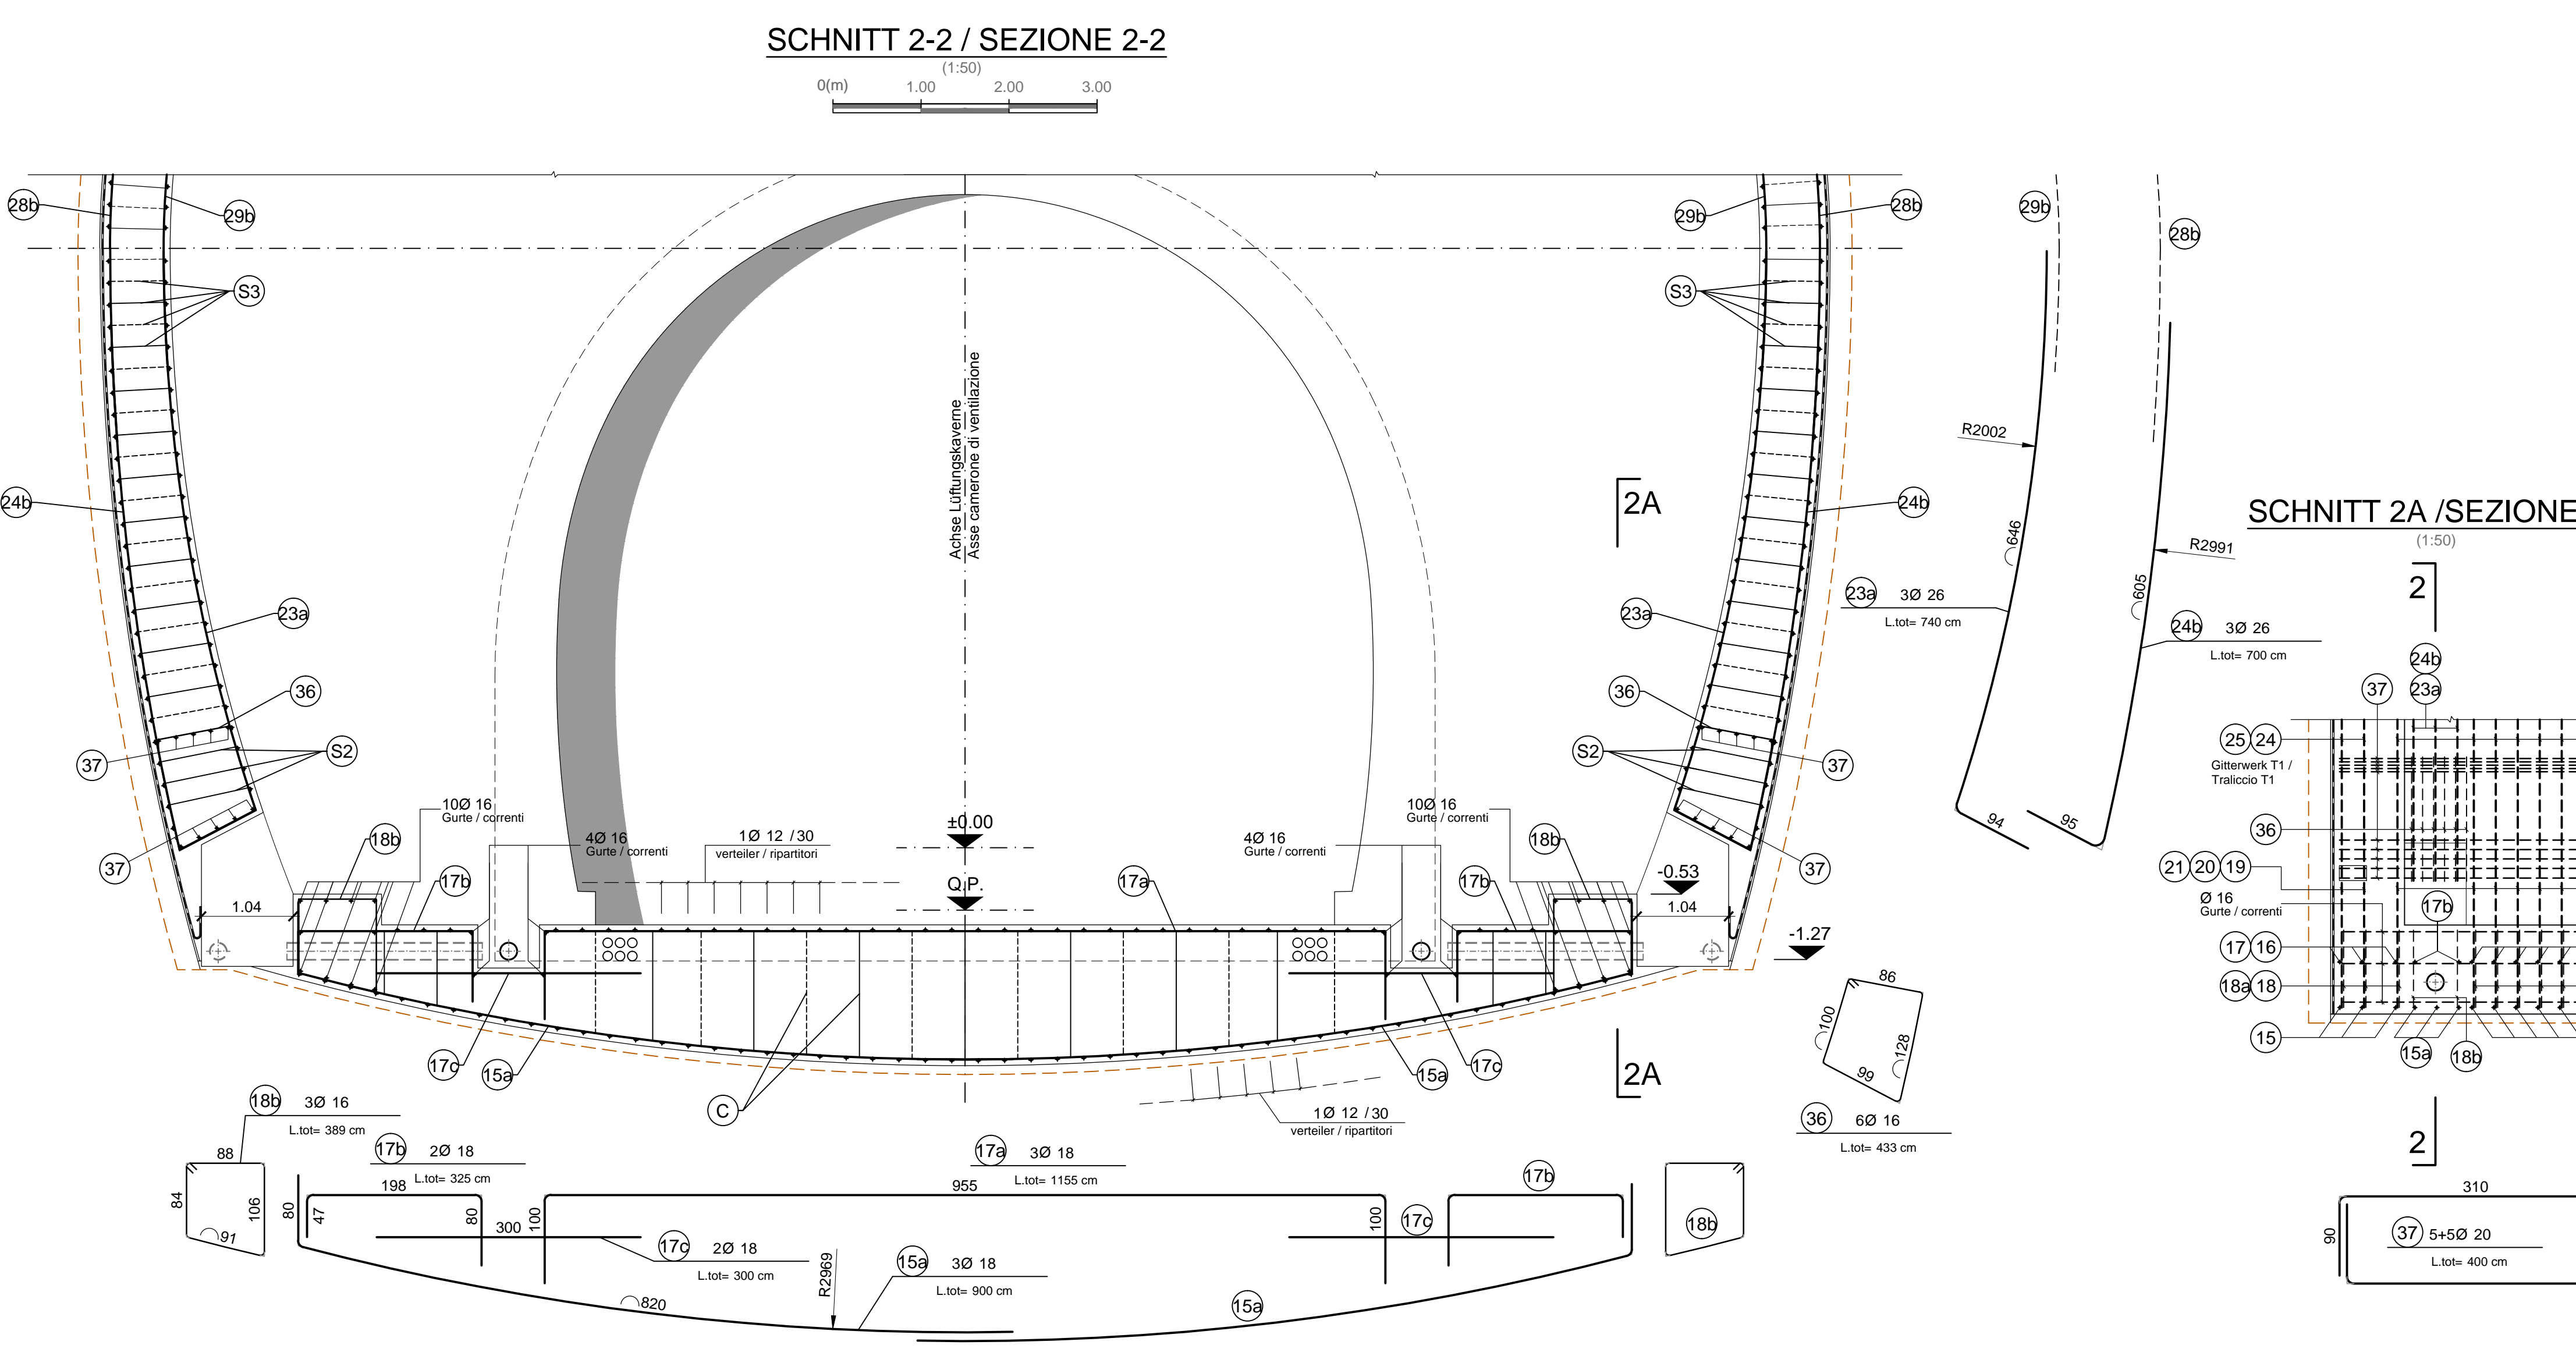 SCHNITT 2-2 / SEZIONE 2-2
(1:50)
0(m) 1.00 2.00 3.00
28b
29b
29b
28b
29b
28b
S3
S3
Achse Lüftungskaverne
Asse camerone di ventilazione
R2002
24b
2A
24b
SCHNITT 2A /SEZIONE
(1:50)
646
R2991
605
2
23a
23a
23a 3Ø 26
L.tot= 740 cm
24b 3Ø 26
L.tot= 700 cm
24b
23a
37
36
36
25 24
Gitterwerk T1 /
Traliccio T1
S2
S2
37
37
10Ø 16
Gurte / correnti
10Ø 16
Gurte / correnti
±0.00
94
95
36
18b
4Ø 16
Gurte / correnti
1Ø 12 /30
verteiler / ripartitori
4Ø 16
Gurte / correnti
18b
37
37
17b
Q.P.
17a
17b
-0.53
21 20 19
Ø 16
Gurte / correnti
17b
1.04
1.04
-1.27
17 16
18a 18
86
100
128
99
15
15a
18b
17c
15a
15a
17c
2A
C
1Ø 12 /30
verteiler / ripartitori
36 6Ø 16
L.tot= 433 cm
2
18b 3Ø 16
L.tot= 389 cm
17b 2Ø 18
L.tot= 325 cm
17a 3Ø 18
L.tot= 1155 cm
88
84
106
91
80
47
198
80
300
100
955
100
17c
17b
18b
310
90
37 5+5Ø 20
L.tot= 400 cm
17c 2Ø 18
L.tot= 300 cm
R2969
15a 3Ø 18
L.tot= 900 cm
820
15a